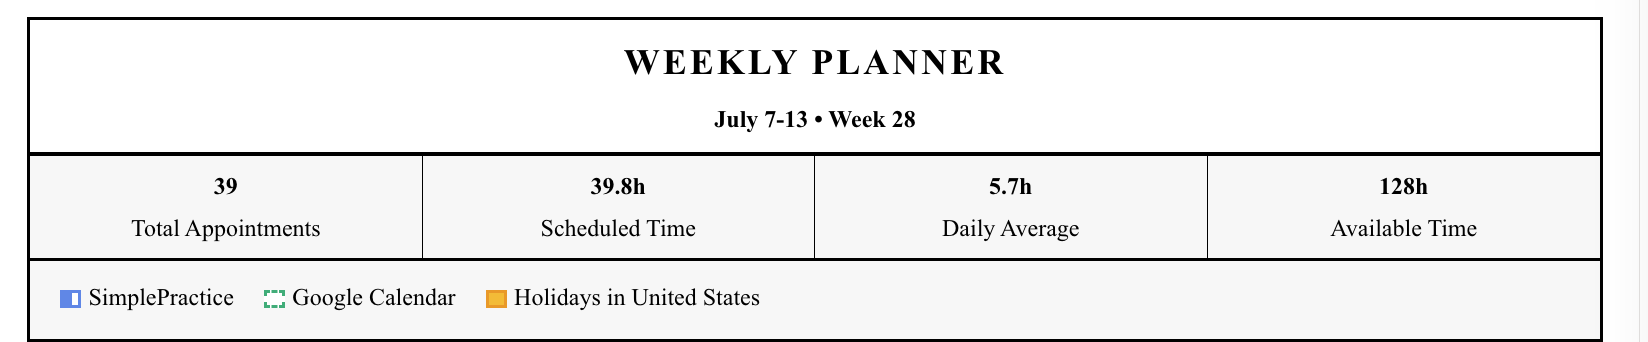 WEEKLY PLANNER
July 7-13 • Week 28
39
Total Appointments
39.8h
Scheduled Time
5.7h
Daily Average
128h
Available Time
SimplePractice
Google Calendar
Holidays in United States